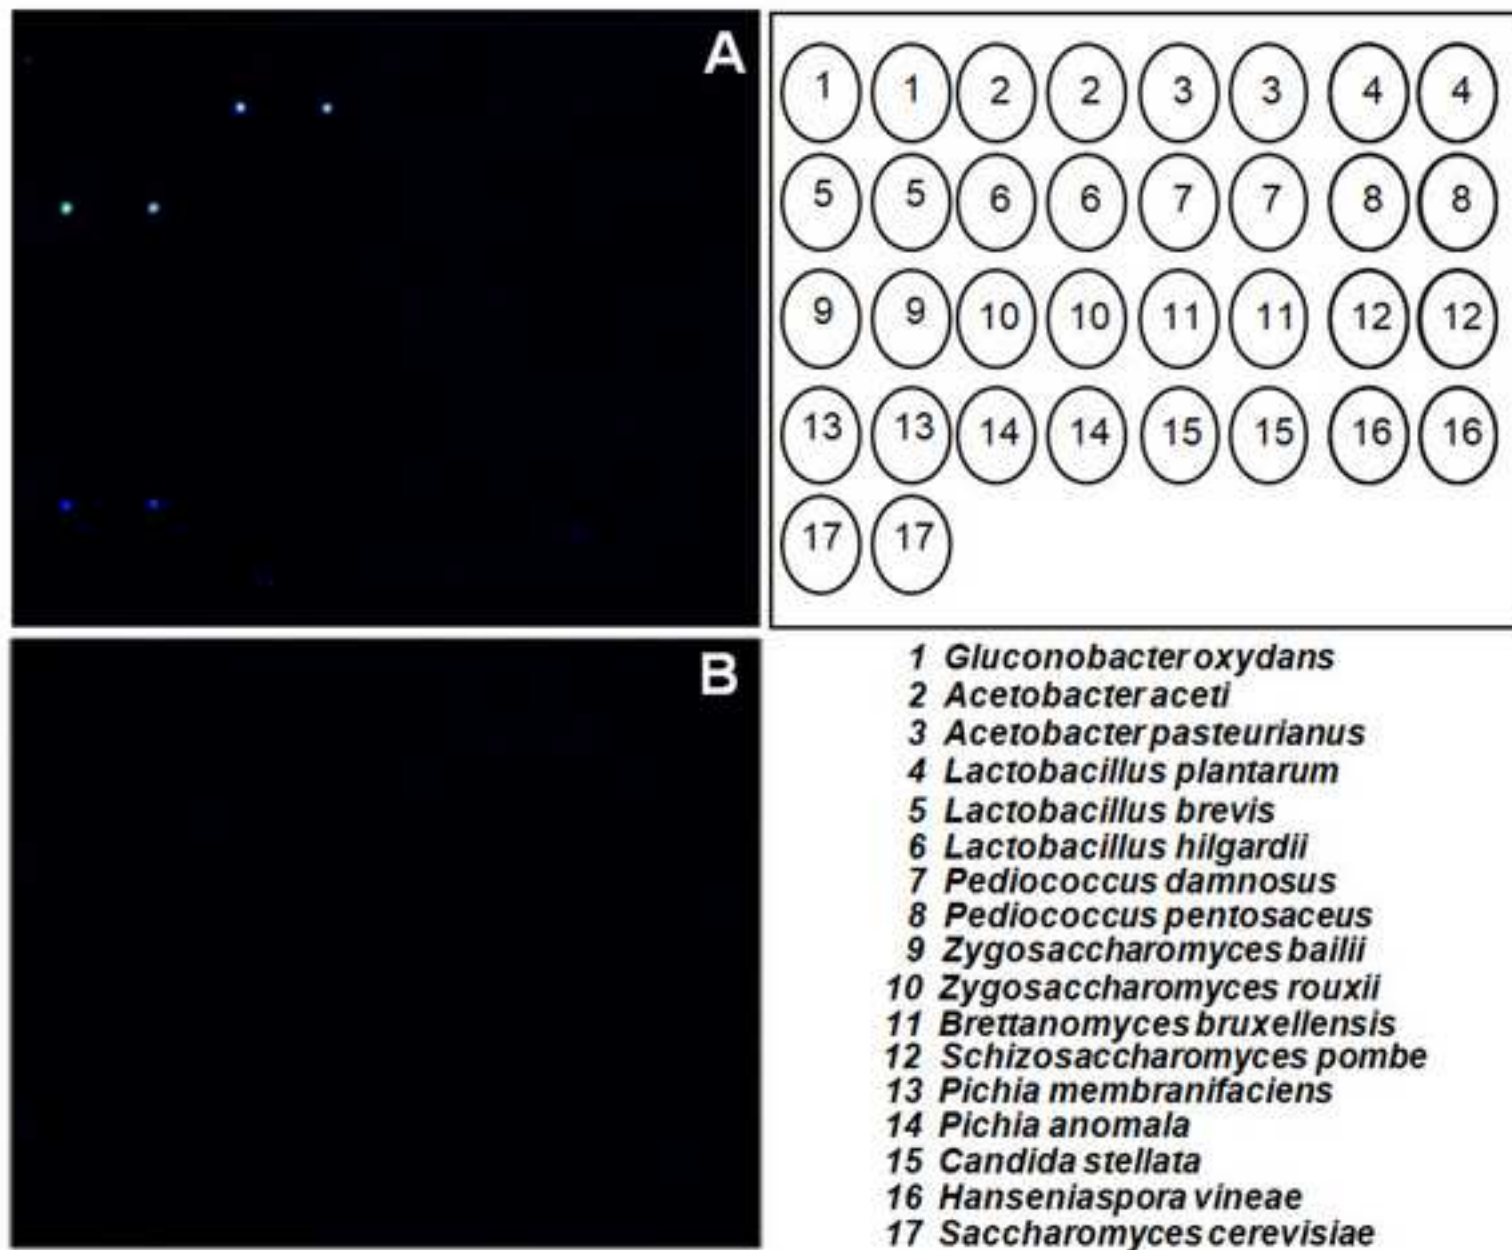 A
1 1 2 2 3 3 4 4
5 5 6 6 7 7 8 8
9 9 10 10 11 11 12 12
13 13 14 14 15 15 16 16
17 17
B
1 Gluconobacter oxydans
2 Acetobacter aceti
3 Acetobacter pasteurianus
4 Lactobacillus plantarum
5 Lactobacillus brevis
6 Lactobacillus hilgardii
7 Pediococcus damnosus
8 Pediococcus pentosaceus
9 Zygosaccharomyces bailii
10 Zygosaccharomyces rouxii
11 Brettanomyces bruxellensis
12 Schizosaccharomyces pombe
13 Pichia membranifaciens
14 Pichia anomala
15 Candida stellata
16 Hanseniaspora vineae
17 Saccharomyces cerevisiae